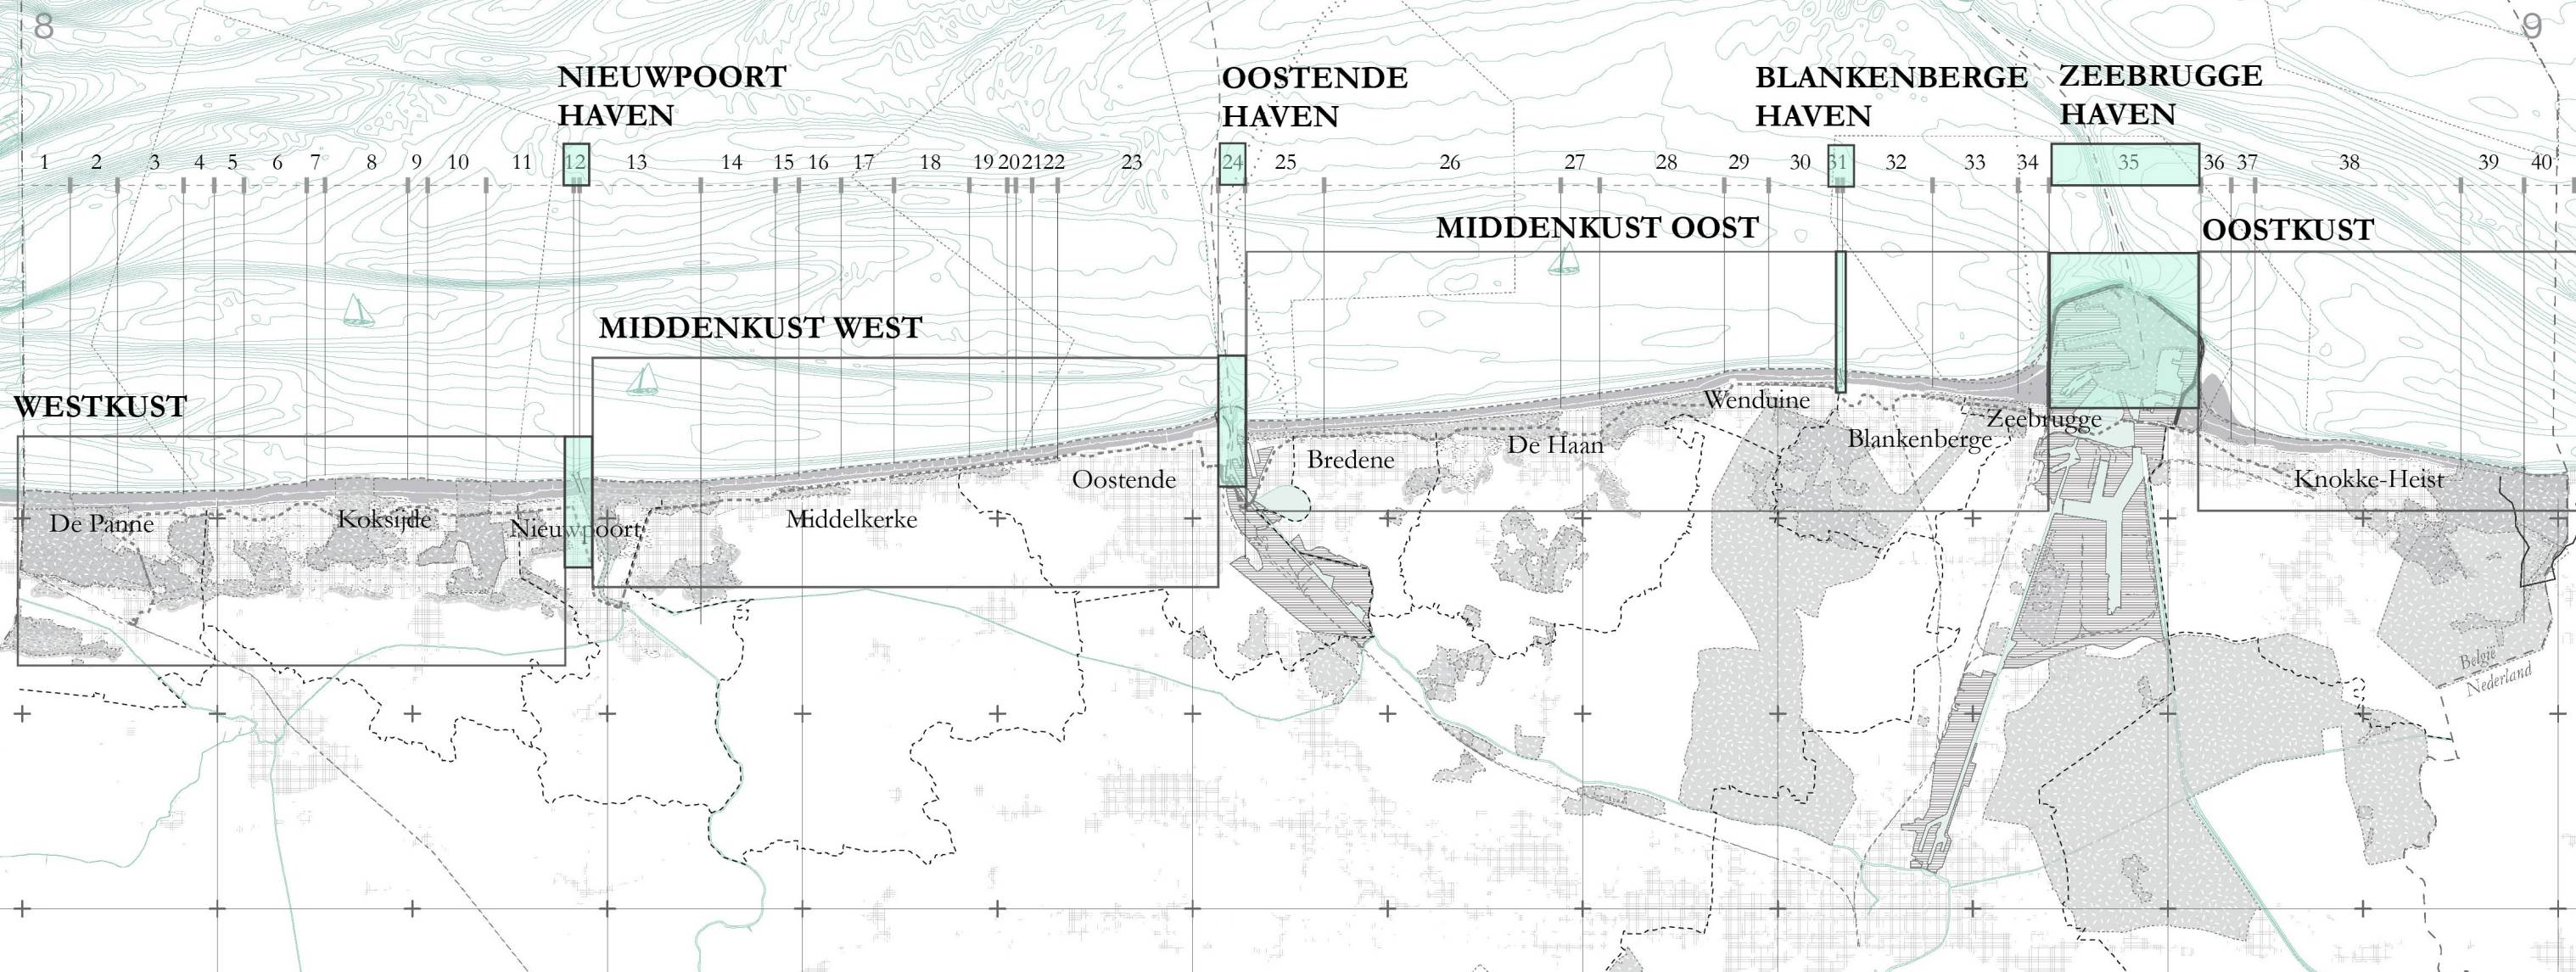 8
9
NIEUWPOORT
HAVEN
OOSTENDE
HAVEN
BLANKENBERGE
HAVEN
ZEEBRUGGE
HAVEN
1 2 3 4 5 6 7 8 9 10 11 12 13 14 15 16 17 18 19 20 21 22 23 24 25 26 27 28 29 30 31 32 33 34 35 36 37 38 39 40
MIDDENKUST OOST
OOSTKUST
MIDDENKUST WEST
WESTKUST
Wenduine
Zeebrugge
Blankenberge
De Haan
Bredene
Oostende
Knokke-Heist
De Panne
Koksijde
Nieuwpoort
Middelkerke
België
Nederland